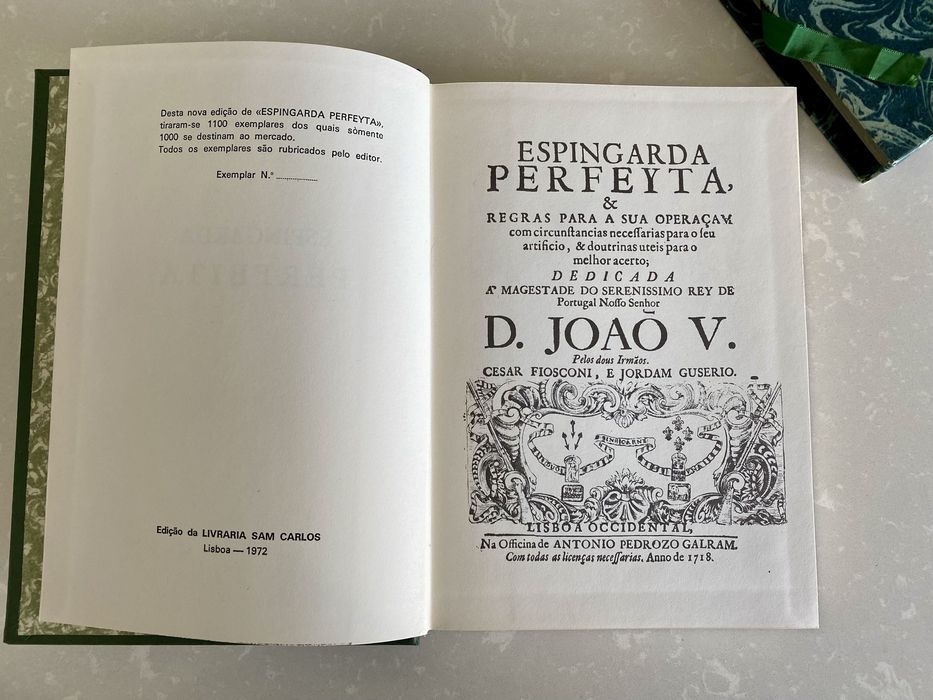 Desta nova edição de «ESPINGARDA PERFEYTA»,
tiraram-se 1100 exemplares dos quais sòmente
1000 se destinam ao mercado.
Todos os exemplares são rubricados pelo editor.
Exemplar N.º ..................
Edição da LIVRARIA SAM CARLOS
Lisboa — 1972
ESPINGARDA
PERFEYTA,
&
REGRAS PARA A SUA OPERAÇAM
com circunſtancias neceſſarias para o ſeu
artificio, & doutrinas uteis para o
melhor acerto;
DEDICADA
Aʼ MAGESTADE DO SERENISSIMO REY DE
Portugal Noſſo Senhor
D. JOAÕ V.
Pelos dous Irmãos.
CESAR FIOSCONI, E JORDAM GUSERIO.
LISBOA OCCIDENTAL,
Na Officina de ANTONIO PEDROZO GALRAM.
Com todas as licenças neceſſarias. Anno de 1718.